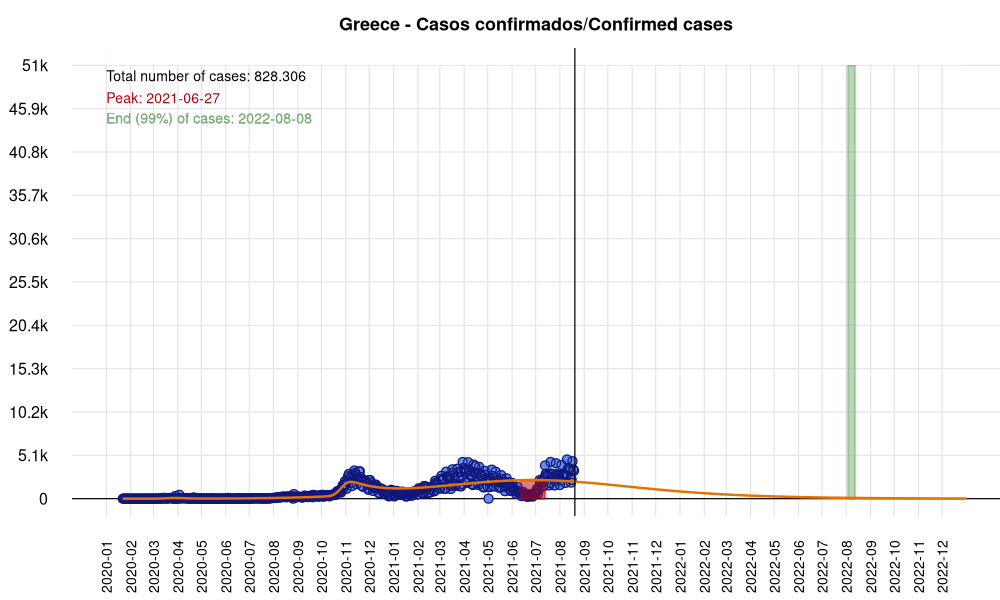 Greece - Casos confirmados/Confirmed cases
51k
Total number of cases: 828.306
Peak: 2021-06-27
45.9k
End (99%) of cases: 2022-08-08
40.8k
35.7k
30.6k
25.5k
20.4k
15.3k
10.2k
5.1k
0
2020-01
2020-02
2020-03
2020-04
2020-05
2020-06
2020-07
2020-08
2020-09
2020-10
2020-11
2020-12
2021-01
2021-02
2021-03
2021-04
2021-05
2021-06
2021-07
2021-08
2021-09
2021-10
2021-11
2021-12
2022-01
2022-02
2022-03
2022-04
2022-05
2022-06
2022-07
2022-08
2022-09
2022-10
2022-11
2022-12